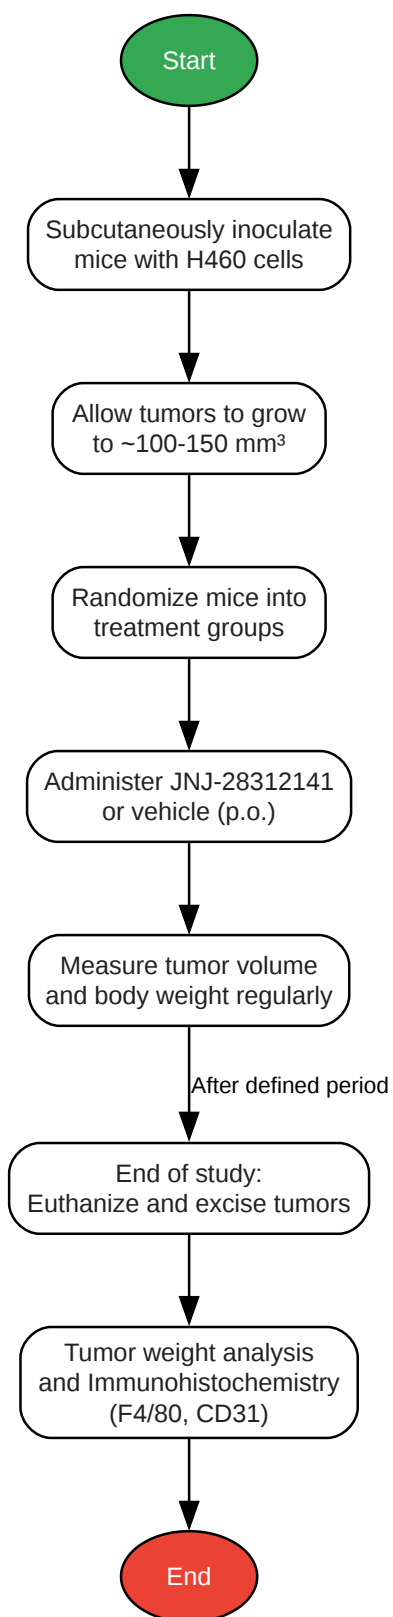 Start
Subcutaneously inoculate
mice with H460 cells
Allow tumors to grow
to ~100-150 mm³
Randomize mice into
treatment groups
Administer JNJ-28312141
or vehicle (p.o.)
Measure tumor volume
and body weight regularly
After defined period
End of study:
Euthanize and excise tumors
Tumor weight analysis
and Immunohistochemistry
(F4/80, CD31)
End